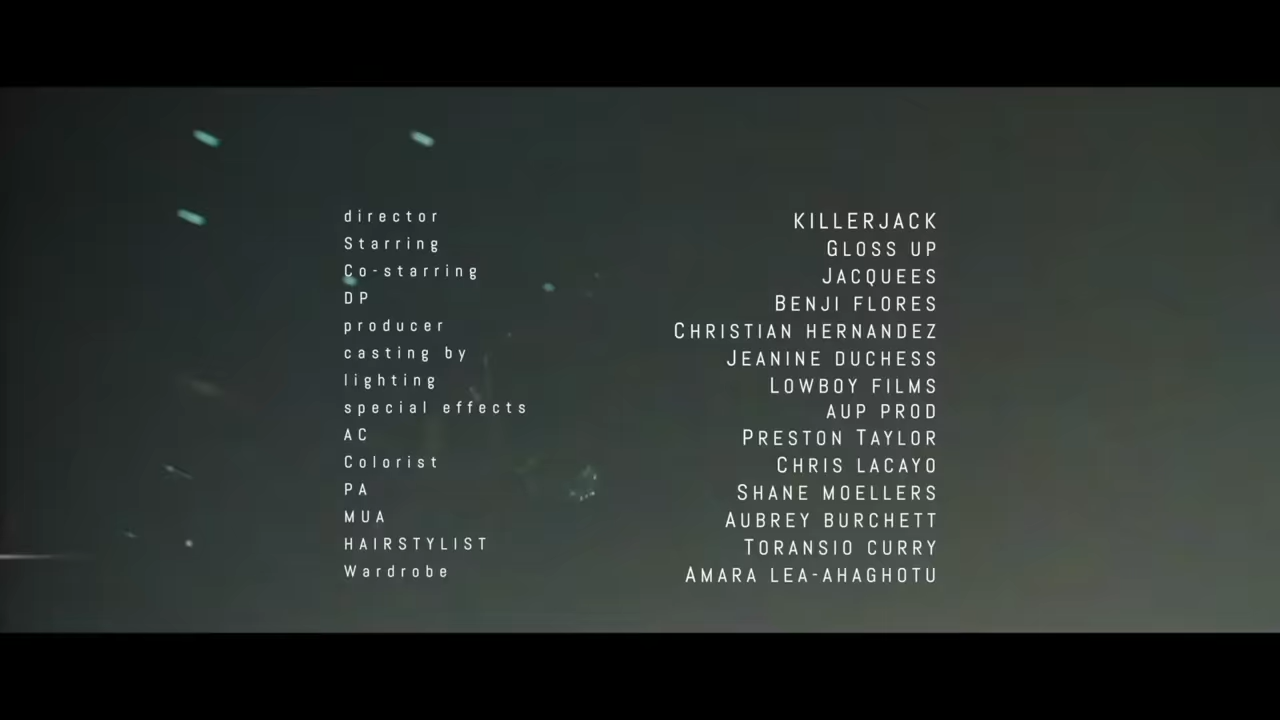 director KILLERJACK
Starring GLOSS UP
Co-starring JACQUEES
DP BENJI FLORES
producer CHRISTIAN HERNANDEZ
casting by JEANINE DUCHESS
lighting LOWBOY FILMS
special effects AUP PROD
AC PRESTON TAYLOR
Colorist CHRIS LACAYO
PA SHANE MOELLERS
MUA AUBREY BURCHETT
HAIRSTYLIST TORANSIO CURRY
Wardrobe AMARA LEA-AHAGHOTU